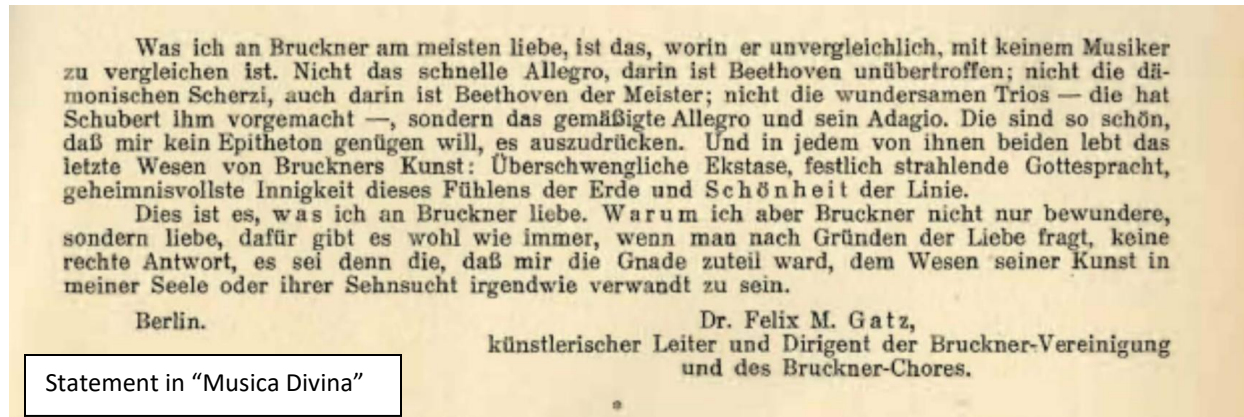 Was ich an Bruckner am meisten liebe, ist das, worin er unvergleichlich, mit keinem Musiker
zu vergleichen ist. Nicht das schnelle Allegro, darin ist Beethoven unübertroffen; nicht die dä-
monischen Scherzi, auch darin ist Beethoven der Meister; nicht die wundersamen Trios — die hat
Schubert ihm vorgemacht —, sondern das gemäßigte Allegro und sein Adagio. Die sind so schön,
daß mir kein Epitheton genügen will, es auszudrücken. Und in jedem von ihnen beiden lebt das
letzte Wesen von Bruckners Kunst: Überschwengliche Ekstase, festlich strahlende Gottespracht,
geheimnisvollste Innigkeit dieses Fühlens der Erde und Schönheit der Linie.
Dies ist es, was ich an Bruckner liebe. Warum ich aber Bruckner nicht nur bewundere,
sondern liebe, dafür gibt es wohl wie immer, wenn man nach Gründen der Liebe fragt, keine
rechte Antwort, es sei denn die, daß mir die Gnade zuteil ward, dem Wesen seiner Kunst in
meiner Seele oder ihrer Sehnsucht irgendwie verwandt zu sein.
Berlin.
Dr. Felix M. Gatz,
künstlerischer Leiter und Dirigent der Bruckner-Vereinigung
und des Bruckner-Chores.
Statement in “Musica Divina”